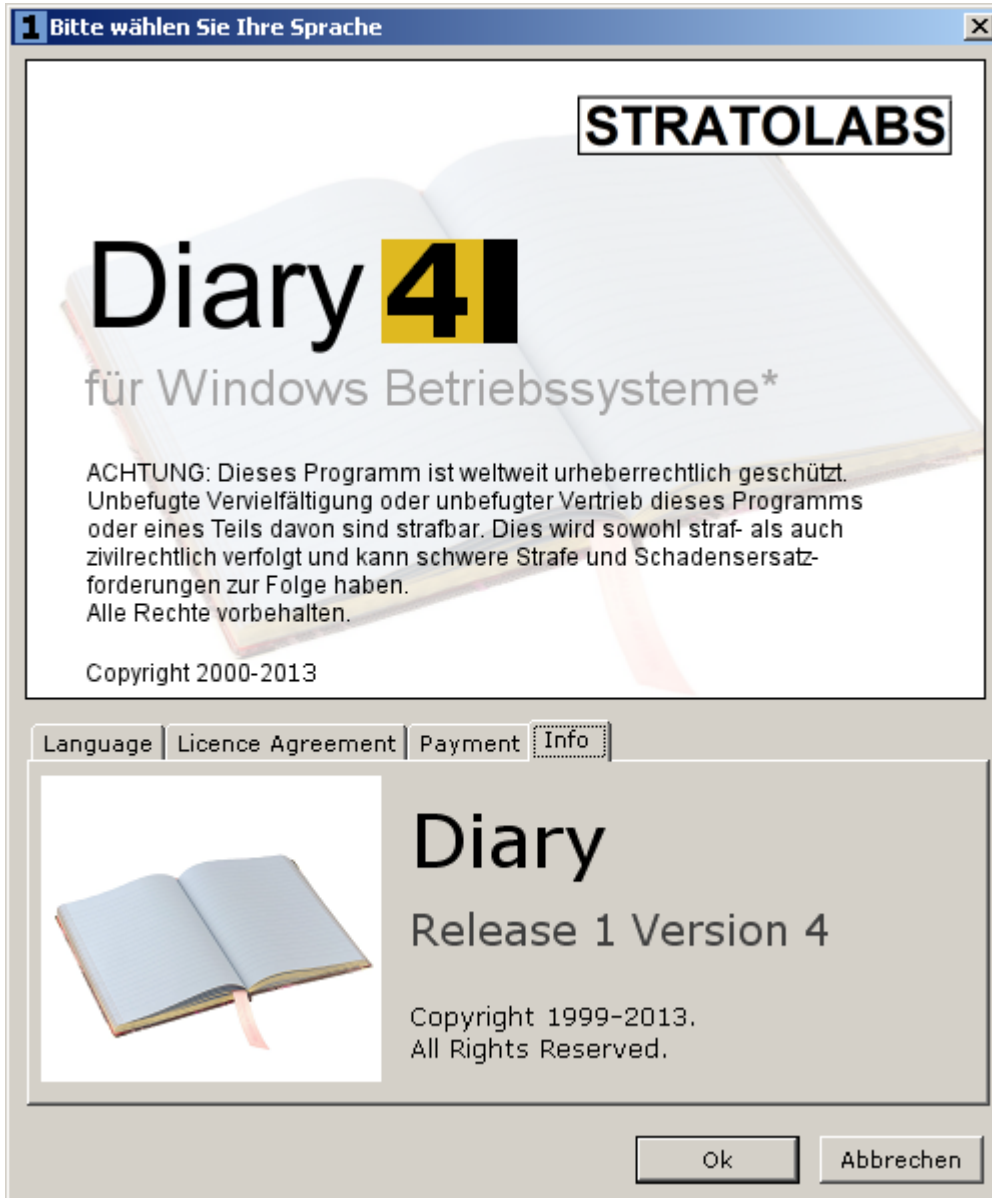 1 Bitte wählen Sie Ihre Sprache
STRATOLABS
Diary 4
für Windows Betriebssysteme*
ACHTUNG: Dieses Programm ist weltweit urheberrechtlich geschützt.
Unbefugte Vervielfältigung oder unbefugter Vertrieb dieses Programms
oder eines Teils davon sind strafbar. Dies wird sowohl straf- als auch
zivilrechtlich verfolgt und kann schwere Strafe und Schadensersatz-
forderungen zur Folge haben.
Alle Rechte vorbehalten.
Copyright 2000-2013
Language Licence Agreement Payment Info
Diary
Release 1 Version 4
Copyright 1999-2013.
All Rights Reserved.
Ok Abbrechen